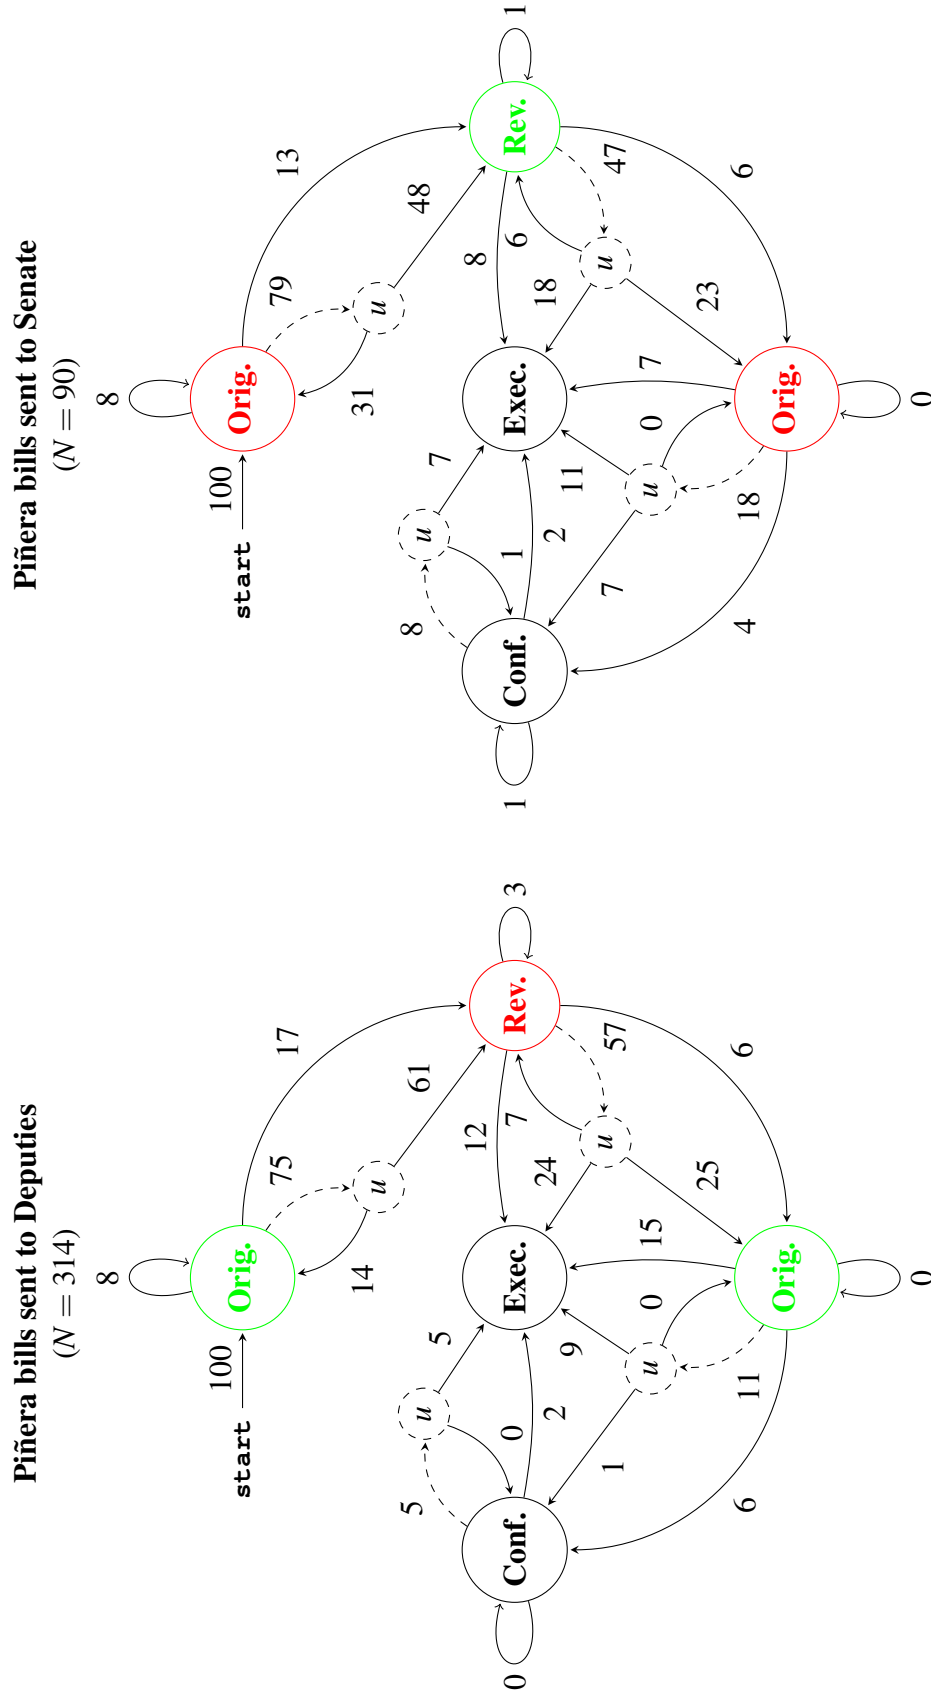 Piñera bills sent to Deputies
(N = 314)
8
start
100
Orig.
17
75
u
14
61
Rev.
3
57
12
7
u
24
25
6
Exec.
5
u
5
0
2
Conf.
0
9
15
u
0
1
11
Orig.
0
6
Piñera bills sent to Senate
(N = 90)
8
start
100
Orig.
13
79
u
31
48
Rev.
1
47
8
6
u
18
23
6
Exec.
7
u
8
1
2
Conf.
1
11
7
u
0
7
18
Orig.
0
4